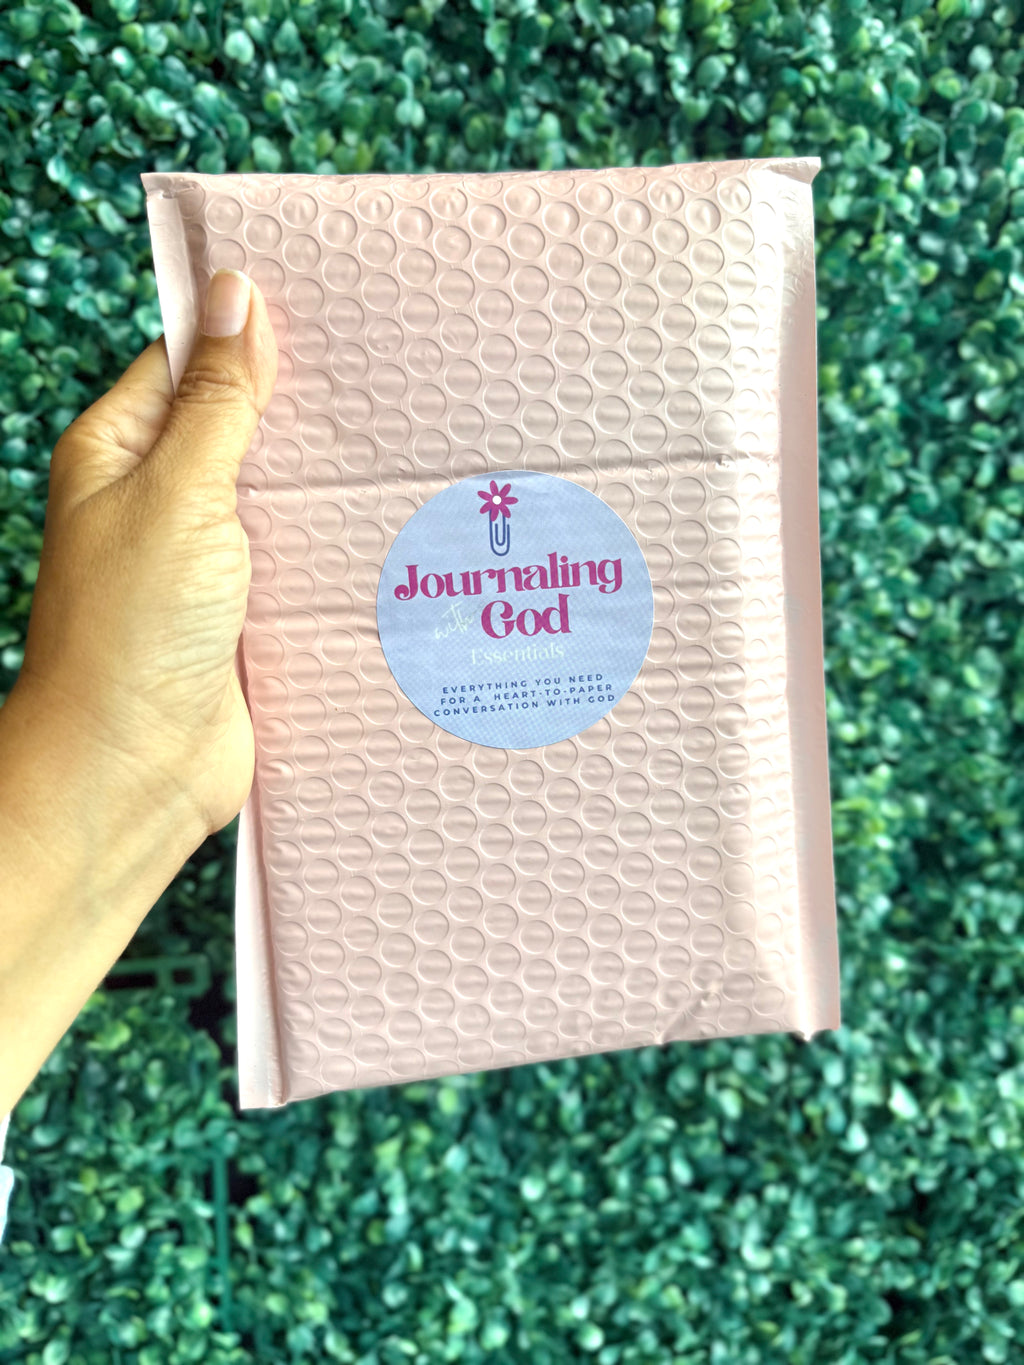 Journaling
with God
Essentials
EVERYTHING YOU NEED
FOR A HEART-TO-PAPER
CONVERSATION WITH GOD